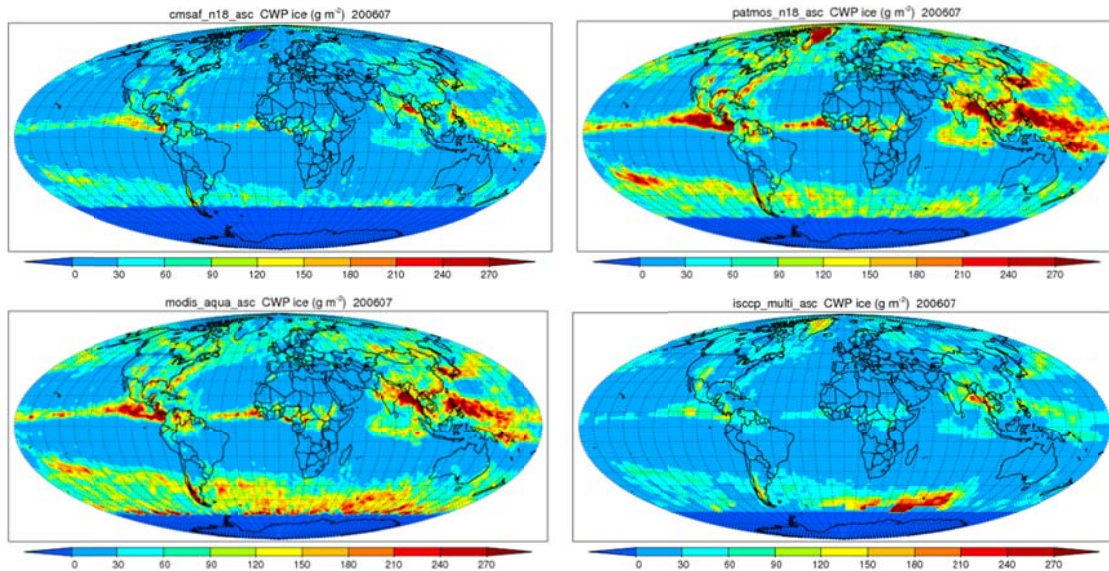 cmsaf_n18_asc CWP ice (g m⁻²) 200607
patmos_n18_asc CWP ice (g m⁻²) 200607
0 30 60 90 120 150 180 210 240 270
0 30 60 90 120 150 180 210 240 270
modis_aqua_asc CWP ice (g m⁻²) 200607
isccp_multi_asc CWP ice (g m⁻²) 200607
0 30 60 90 120 150 180 210 240 270
0 30 60 90 120 150 180 210 240 270